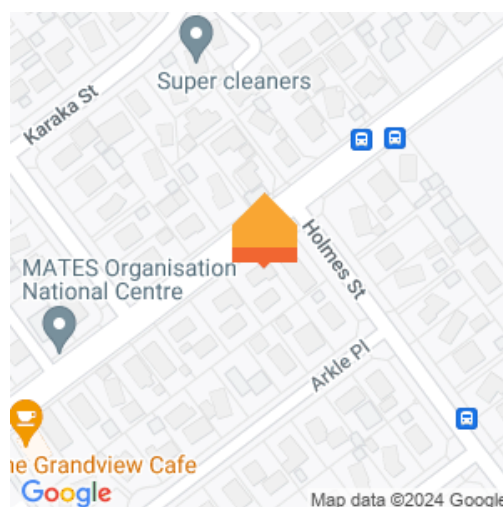 Karaka St
Super cleaners
Holmes St
MATES Organisation
National Centre
Arkle Pl
ne Grandview Cafe
Google
Map data ©2024 Google